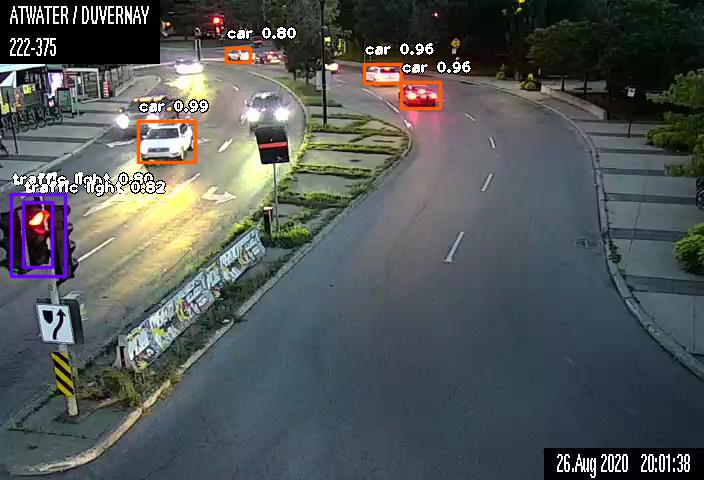 ATWATER / DUVERNAY
222-375
car 0.80
car 0.96
car 0.96
car 0.99
traffic light 0.82
26.Aug 2020 20:01:38